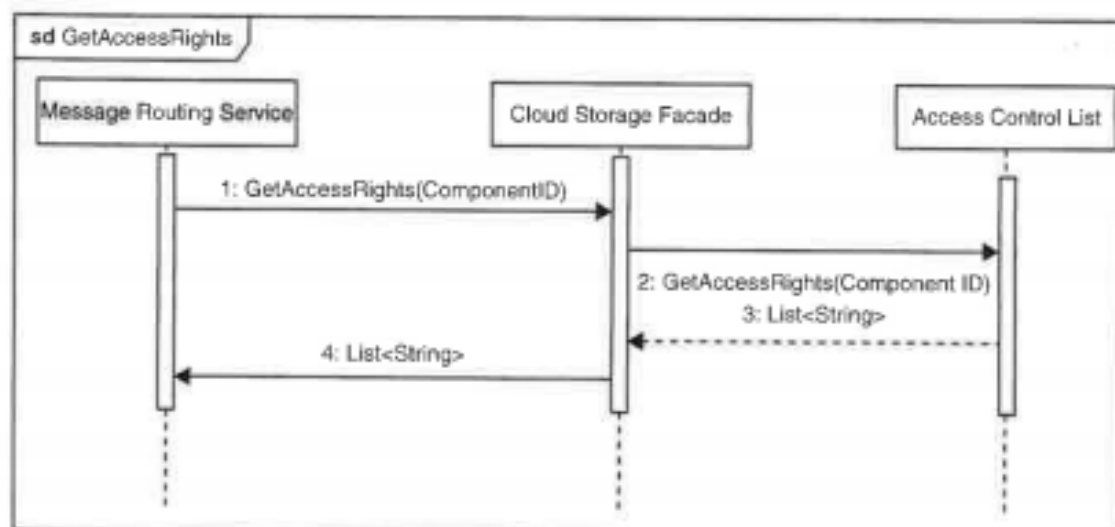 sd GetAccessRights
Message Routing Service
Cloud Storage Facade
Access Control List
1: GetAccessRights(ComponentID)
2: GetAccessRights(Component ID)
3: List<String>
4: List<String>